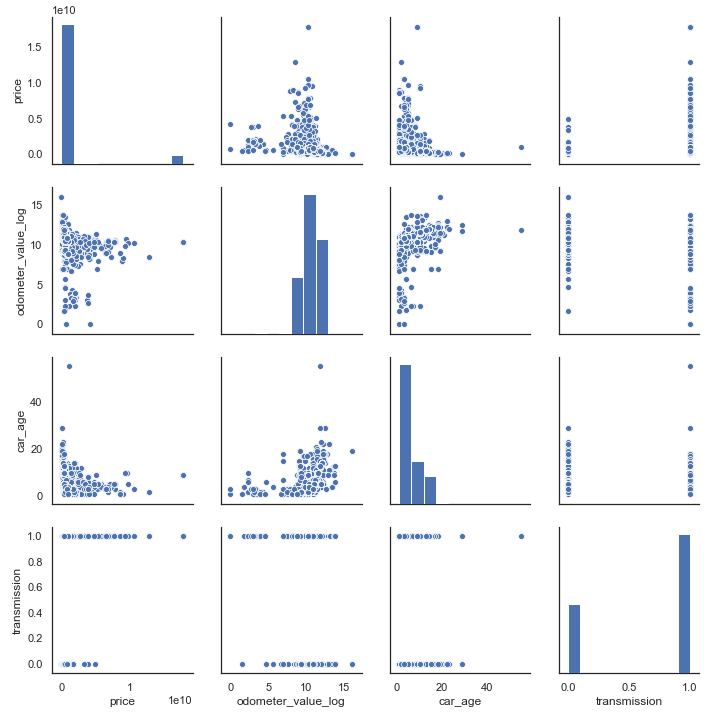 1e10
1.5
1.0
0.5
0.0
price
15
10
5
0
odometer_value_log
40
20
0
car_age
1.0
0.8
0.6
0.4
0.2
0.0
transmission
0 1 0 5 10 15 0 20 40 0.0 0.5 1.0
1e10
price odometer_value_log car_age transmission